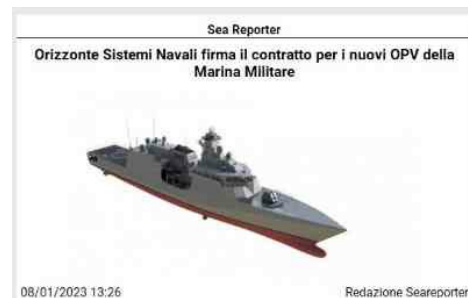 Sea Reporter
Orizzonte Sistemi Navali firma il contratto per i nuovi OPV della
Marina Militare
08/01/2023 13:26
Redazione Seareporter